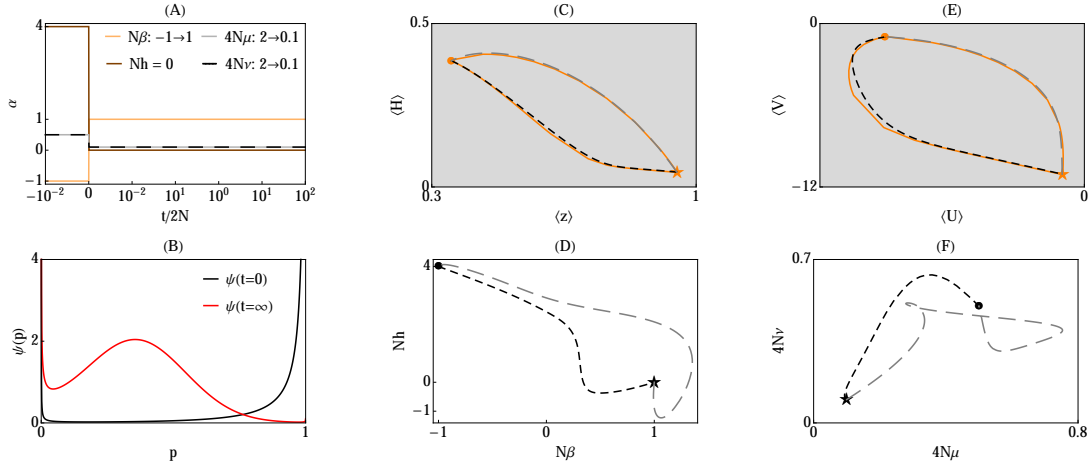 (A)
4
Nβ: −1→1
4Nμ: 2→0.1
Nh = 0
4Nν: 2→0.1
α
1
0
−1
−10⁻² 0 10⁻² 10¹ 10⁰ 10¹ 10²
t/2N
(C)
0.5
⟨H⟩
0
0.3 1
⟨z⟩
(E)
0
⟨V⟩
−12
0
⟨U⟩
(B)
4
ψ(t=0)
ψ(t=∞)
ψ(p)
2
0
0 1
p
(D)
4
Nh
0
−1
−1 0 1
Nβ
(F)
0.7
4Nν
0
0 0.8
4Nμ